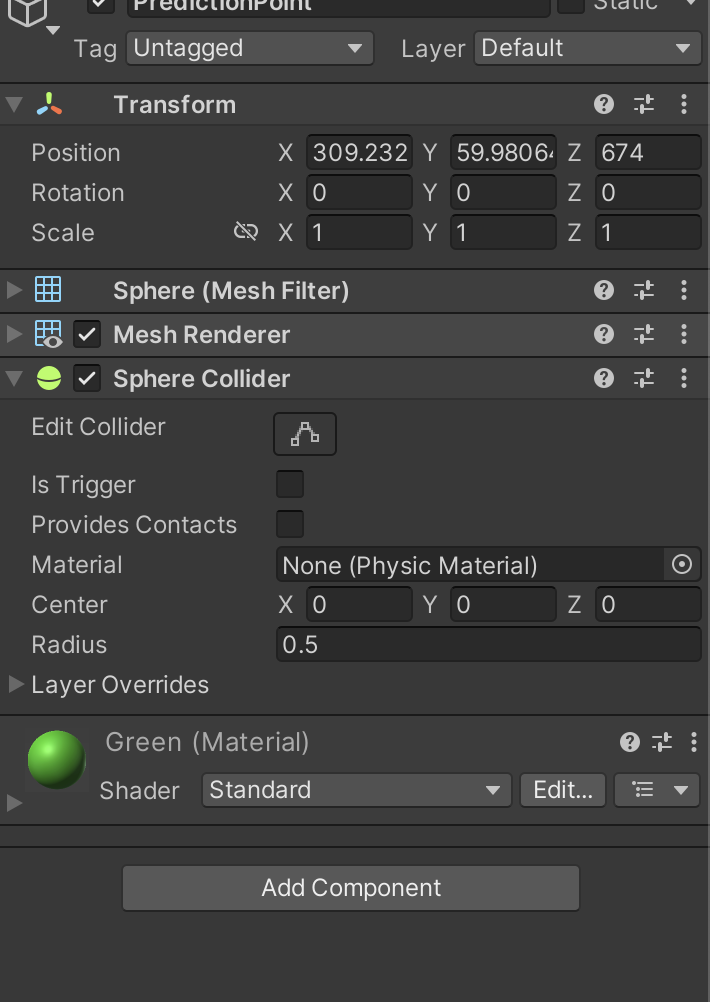 PredictionPoint Static
Tag Untagged Layer Default
Transform
Position X 309.232 Y 59.98064 Z 674
Rotation X 0 Y 0 Z 0
Scale X 1 Y 1 Z 1
Sphere (Mesh Filter)
Mesh Renderer
Sphere Collider
Edit Collider
Is Trigger
Provides Contacts
Material None (Physic Material)
Center X 0 Y 0 Z 0
Radius 0.5
Layer Overrides
Green (Material)
Shader Standard Edit...
Add Component